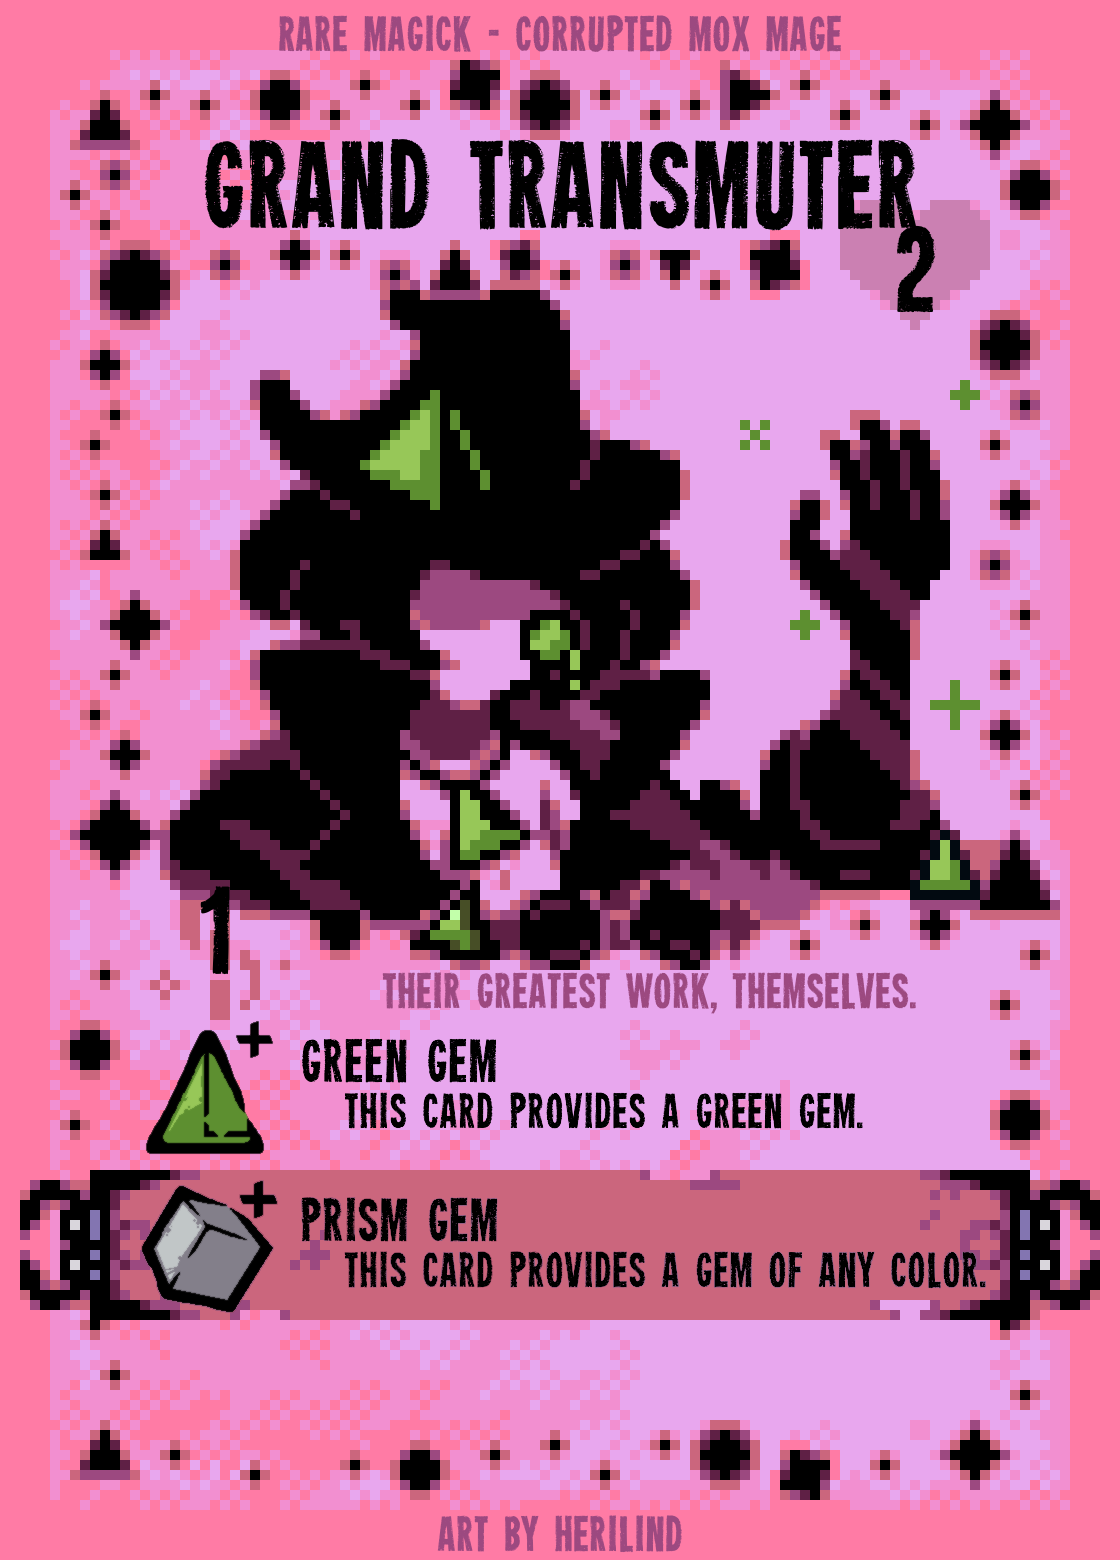 RARE MAGICK - CORRUPTED MOX MAGE
GRAND TRANSMUTER
2
1
THEIR GREATEST WORK, THEMSELVES.
GREEN GEM
THIS CARD PROVIDES A GREEN GEM.
PRISM GEM
THIS CARD PROVIDES A GEM OF ANY COLOR.
ART BY HERILIND